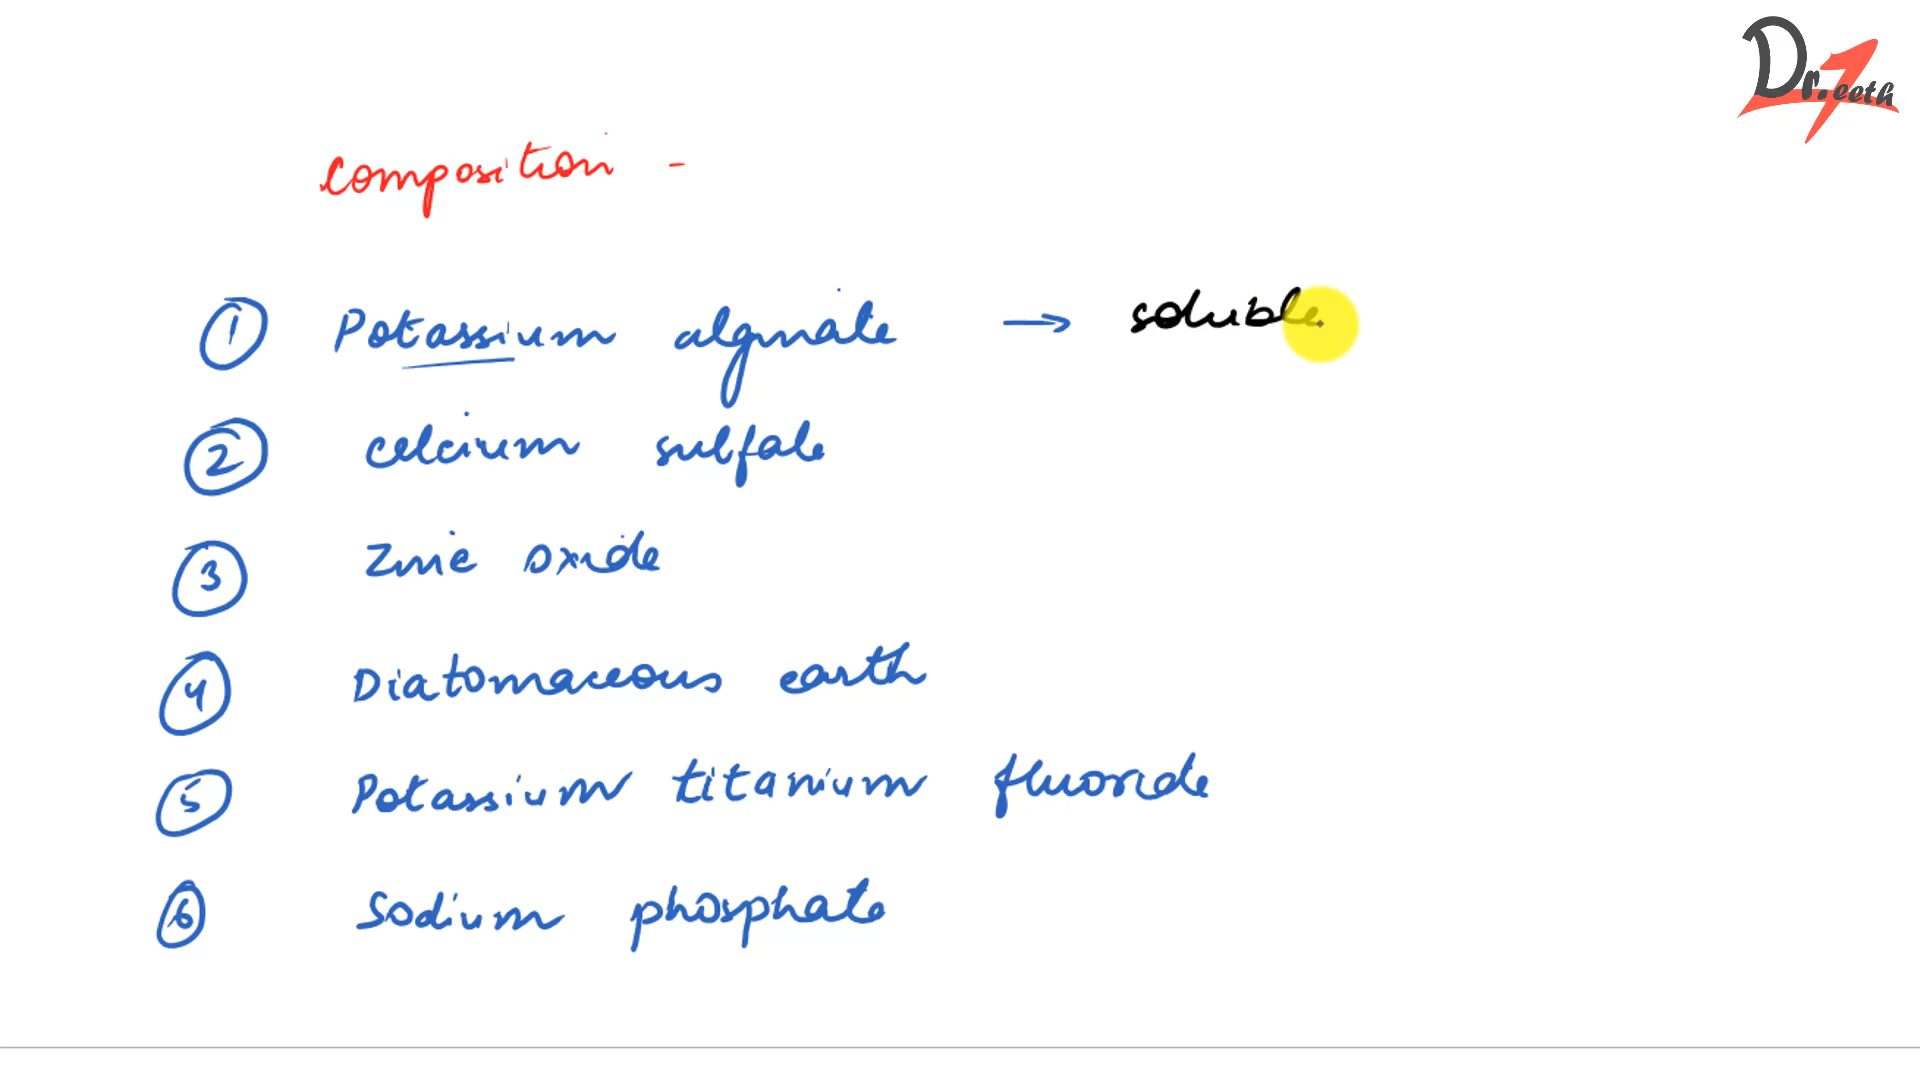 Dr. eeth
composition -
1 Potassium alginate → soluble
2 calcium sulfate
3 Zinc oxide
4 Diatomaceous earth
5 Potassium titanium fluoride
6 Sodium phosphate